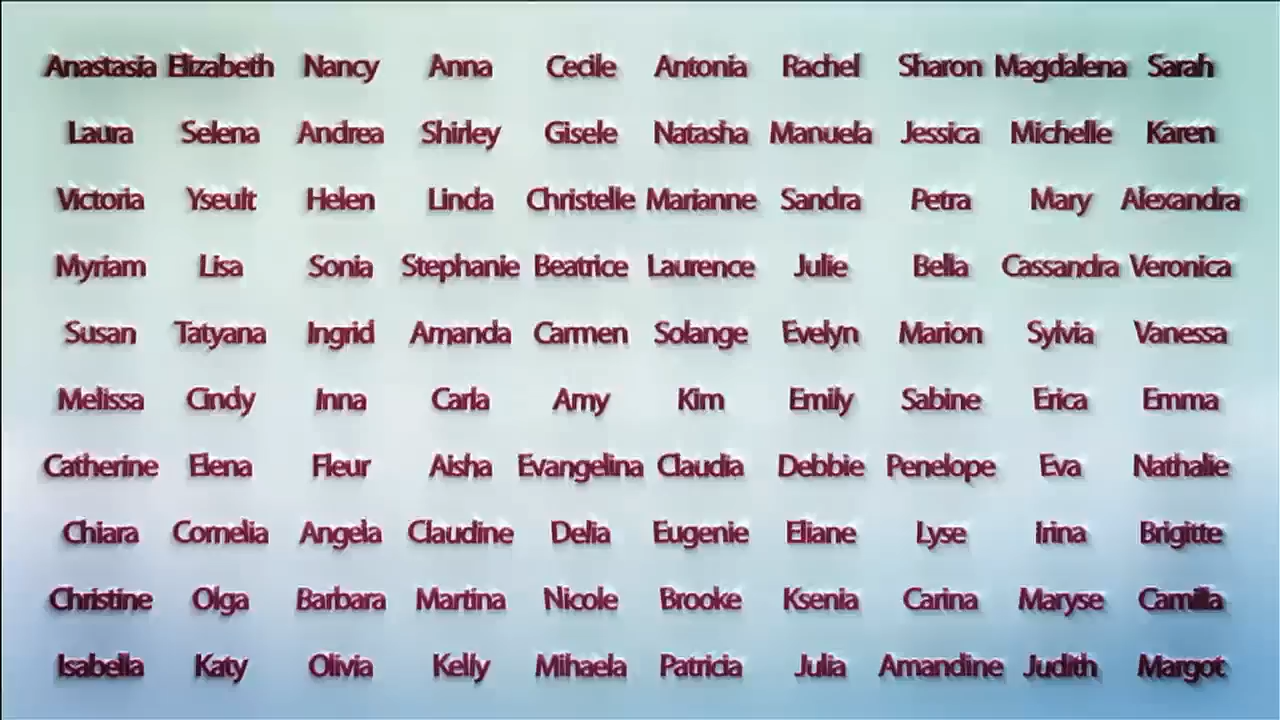 Anastasia Elizabeth Nancy Anna Cecile Antonia Rachel Sharon Magdalena Sarah
Laura Selena Andrea Shirley Gisele Natasha Manuela Jessica Michelle Karen
Victoria Yseult Helen Linda Christelle Marianne Sandra Petra Mary Alexandra
Myriam Lisa Sonia Stephanie Beatrice Laurence Julie Bella Cassandra Veronica
Susan Tatyana Ingrid Amanda Carmen Solange Evelyn Marion Sylvia Vanessa
Melissa Cindy Inna Carla Amy Kim Emily Sabine Erica Emma
Catherine Elena Fleur Aisha Evangelina Claudia Debbie Penelope Eva Nathalie
Chiara Cornelia Angela Claudine Delia Eugenie Eliane Lyse Irina Brigitte
Christine Olga Barbara Martina Nicole Brooke Ksenia Carina Maryse Camilla
Isabella Katy Olivia Kelly Mihaela Patricia Julia Amandine Judith Margot